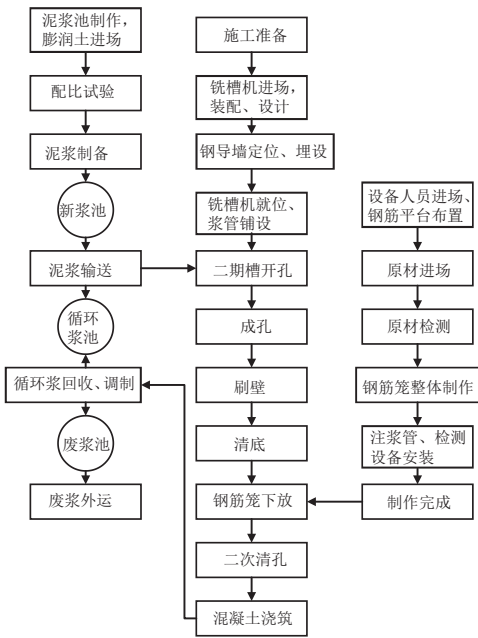 泥浆池制作,
膨润土进场
配比试验
泥浆制备
新浆池
泥浆输送
循环
浆池
循环浆回收、调制
废浆池
废浆外运
施工准备
铣槽机进场,
装配、设计
钢导墙定位、埋设
铣槽机就位、
浆管铺设
二期槽开孔
成孔
刷壁
清底
钢筋笼下放
二次清孔
混凝土浇筑
设备人员进场、
钢筋平台布置
原材进场
原材检测
钢筋笼整体制作
注浆管、检测
设备安装
制作完成